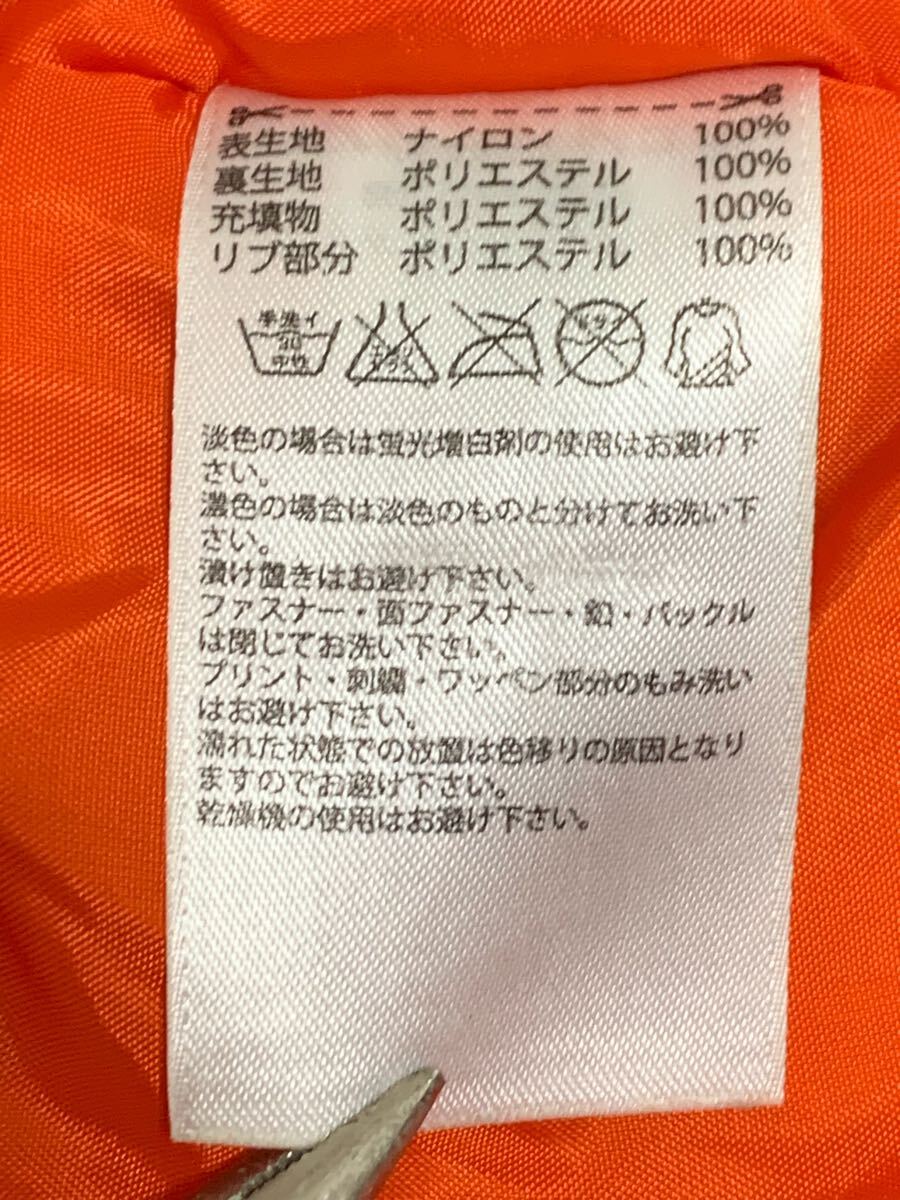 表生地 ナイロン 100%
裏生地 ポリエステル 100%
充填物 ポリエステル 100%
リブ部分 ポリエステル 100%
手洗イ
30
中性
エンソサラシ
ドライ
淡色の場合は蛍光増白剤の使用はお避け下
さい。
濃色の場合は淡色のものと分けてお洗い下
さい。
漬け置きはお避け下さい。
ファスナー・面ファスナー・釦・バックル
は閉じてお洗い下さい。
プリント・刺繍・ワッペン部分のもみ洗い
はお避け下さい。
濡れた状態での放置は色移りの原因となり
ますのでお避け下さい。
乾燥機の使用はお避け下さい。